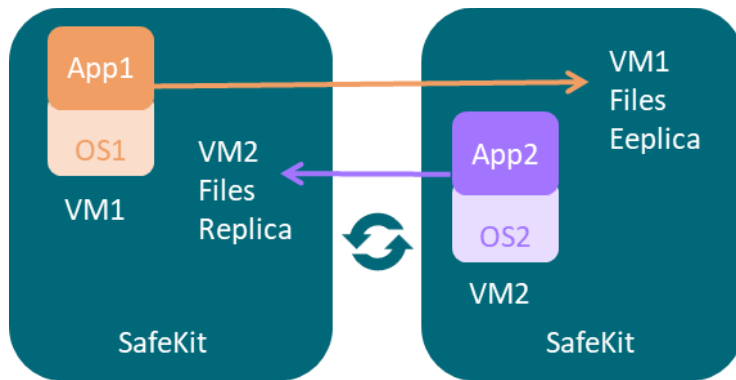 App1
OS1
VM1
VM2
Files
Replica
SafeKit
VM1
Files
Eeplica
App2
OS2
VM2
SafeKit